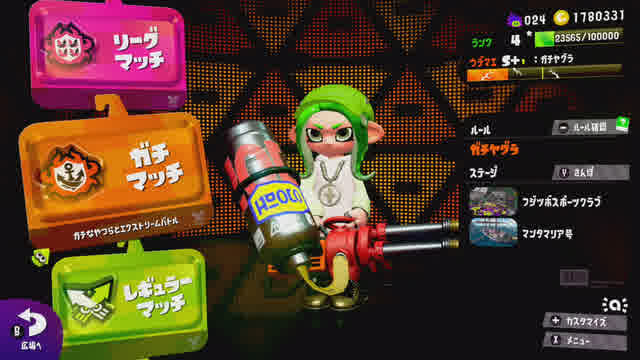 リーグ
マッチ
ガチ
マッチ
ガチなやつらとエクストリームバトル
レギュラー
マッチ
B
広場へ
024
1780331
ランク
4
23565/100000
ウデマエ
S+
:ガチヤグラ
ルール
ルール確認
ガチヤグラ
ステージ
Y さんぽ
フジツボスポーツクラブ
マンタマリア号
+ カスタマイズ
X メニュー